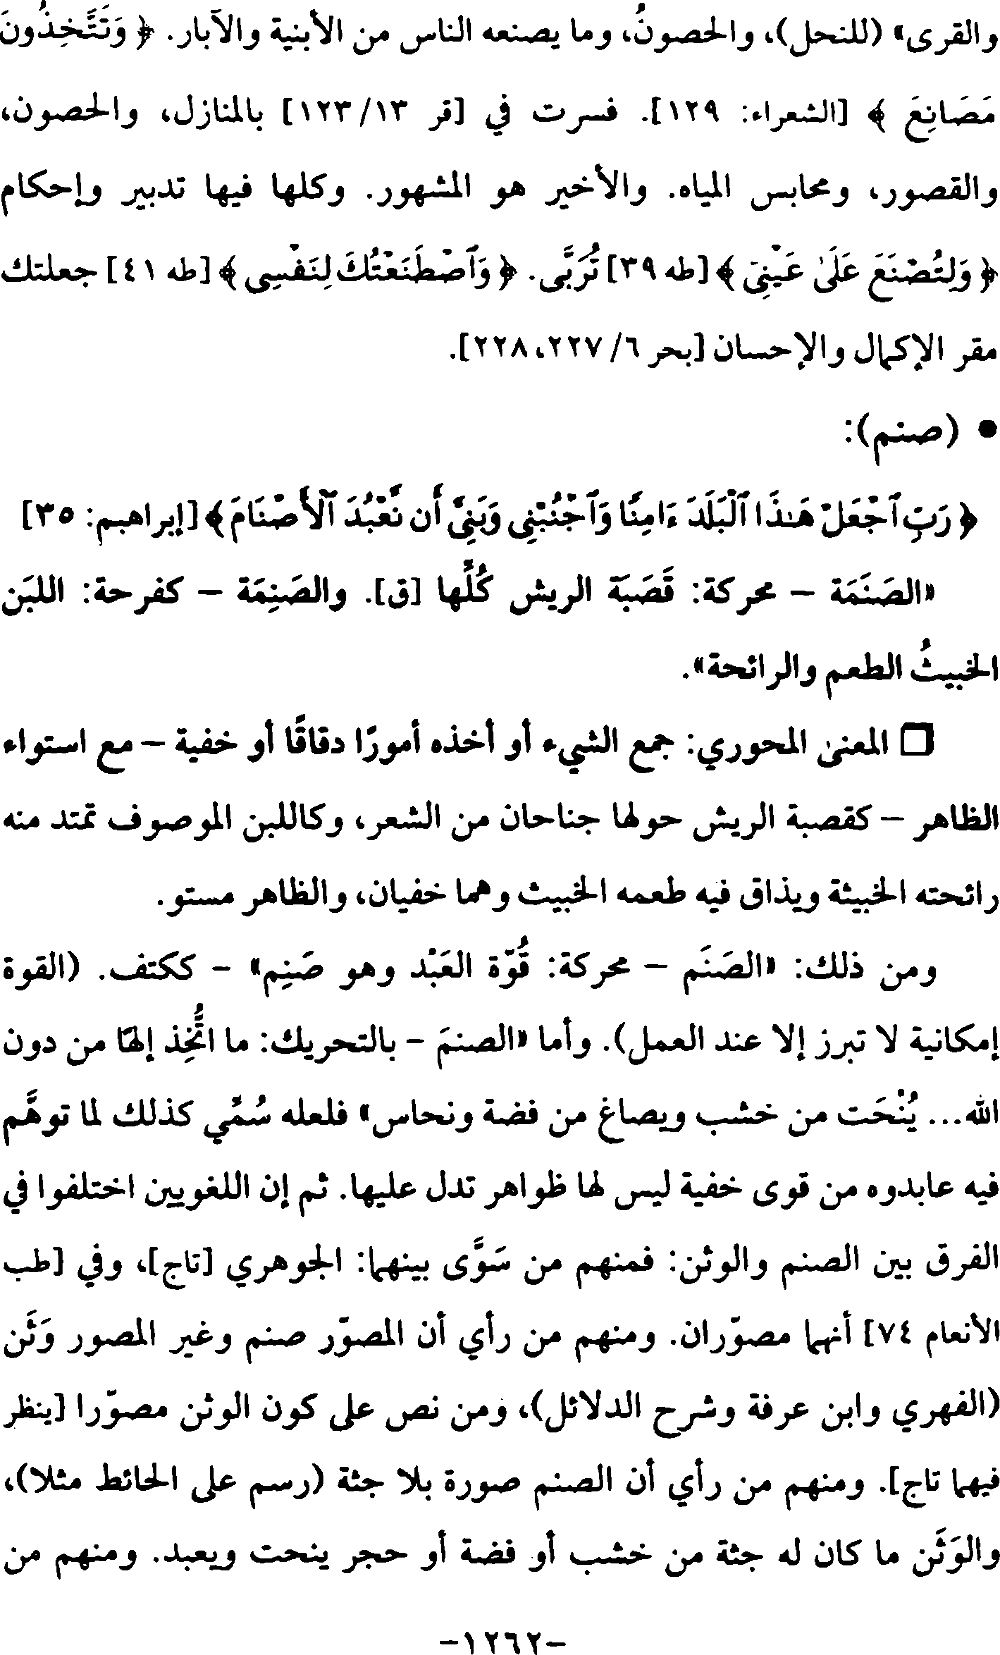 والقرى» (للنحل)، والحصونُ، وما يصنعه الناس من الأبنية والآبار. ﴿ وَتَتَّخِذُونَ
مَصَانِعَ ﴾ [الشعراء: ١٢٩]. فسرت في [قر ١٢٣/١٣] بالمنازل، والحصون،
والقصور، ومحابس المياه. والأخير هو المشهور. وكلها فيها تدبير وإحكام
﴿ وَلِتُصْنَعَ عَلَىٰ عَيْنِيٓ ﴾ [طه ٣٩] تُرَبَّى. ﴿ وَٱصْطَنَعْتُكَ لِنَفْسِى ﴾ [طه ٤١] جعلتك
مقر الإكمال والإحسان [بحر ٦/ ٢٢٧، ٢٢٨].
• (صنم):
﴿ رَبِّ ٱجْعَلْ هَـٰذَا ٱلْبَلَدَ ءَامِنًا وَٱجْنُبْنِى وَبَنِىَّ أَن نَّعْبُدَ ٱلْأَصْنَامَ ﴾ [إبراهيم: ٣٥]
«الصَنَمَة – محركة: قَصَبَة الريش كُلِّها [ق]. والصَنِمَة – كفرحة: اللبَن
الخبيثُ الطعم والرائحة».
❒ المعنىٰ المحوري: جمع الشيء أو أخذه أمورًا دقاقًا أو خفية – مع استواء
الظاهر – كقصبة الريش حولها جناحان من الشعر، وكاللبن الموصوف تمتد منه
رائحته الخبيثة ويذاق فيه طعمه الخبيث وهما خفيان، والظاهر مستو.
ومن ذلك: «الصَنَم – محركة: قُوّة العَبْد وهو صَنِم» – ككتف. (القوة
إمكانية لا تبرز إلا عند العمل). وأما «الصنمَ – بالتحريك: ما اتُّخِذ إلهًا من دون
الله... يُنْحَت من خشب ويصاغ من فضة ونحاس» فلعله سُمِّي كذلك لما توهَّم
فيه عابدوه من قوى خفية ليس لها ظواهر تدل عليها. ثم إن اللغويين اختلفوا في
الفرق بين الصنم والوثن: فمنهم من سَوَّى بينهما: الجوهري [تاج]، وفي [طب
الأنعام ٧٤] أنهما مصوّران. ومنهم من رأي أن المصوّر صنم وغير المصور وَثَن
(الفهري وابن عرفة وشرح الدلائل)، ومن نص على كون الوثن مصوّرا [ينظر
فيهما تاج]. ومنهم من رأي أن الصنم صورة بلا جثة (رسم على الحائط مثلا)،
والوَثَن ما كان له جثة من خشب أو فضة أو حجر ينحت ويعبد. ومنهم من
-١٢٦٢-